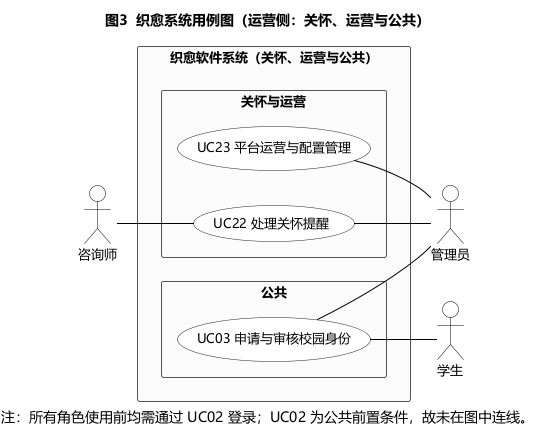 图3 织愈系统用例图（运营侧：关怀、运营与公共）
织愈软件系统（关怀、运营与公共）
关怀与运营
UC23 平台运营与配置管理
UC22 处理关怀提醒
咨询师
管理员
公共
UC03 申请与审核校园身份
学生
注：所有角色使用前均需通过 UC02 登录；UC02 为公共前置条件，故未在图中连线。